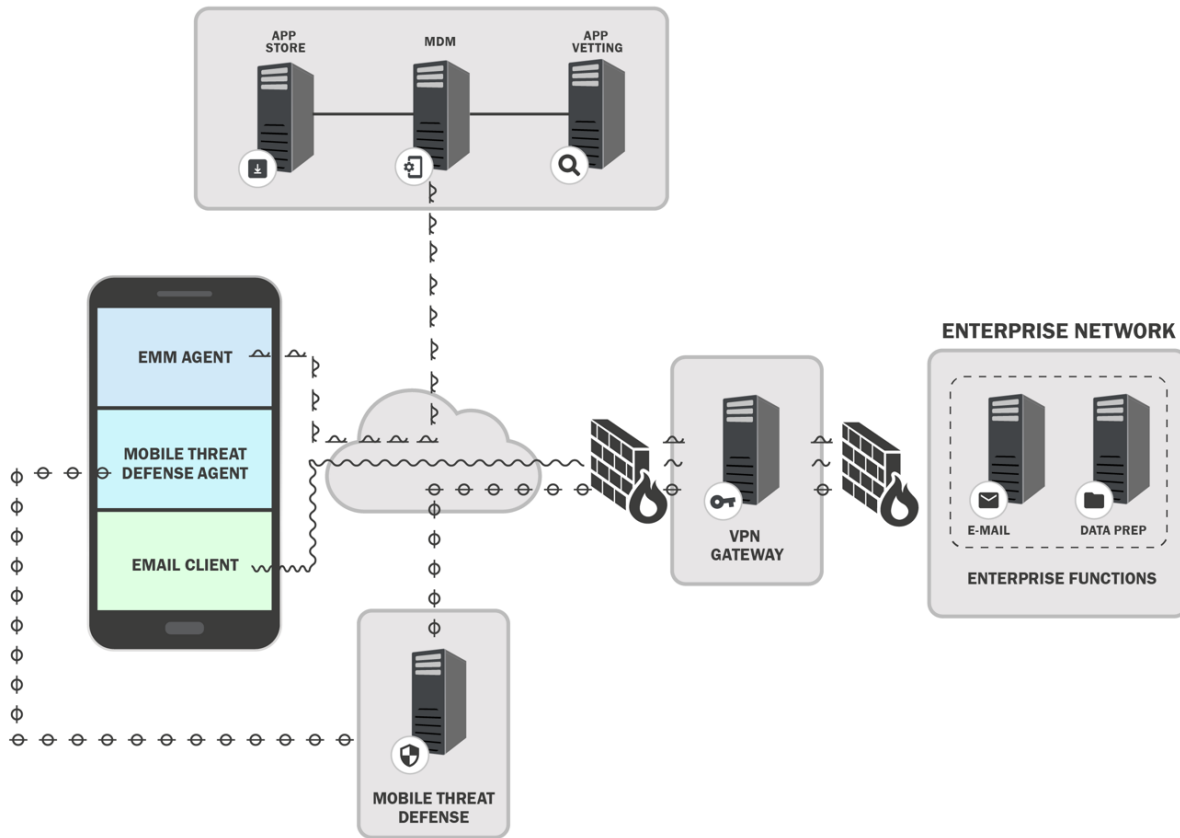 APP
STORE
MDM
APP
VETTING
EMM AGENT
MOBILE THREAT
DEFENSE AGENT
EMAIL CLIENT
VPN
GATEWAY
ENTERPRISE NETWORK
E-MAIL
DATA PREP
ENTERPRISE FUNCTIONS
MOBILE THREAT
DEFENSE